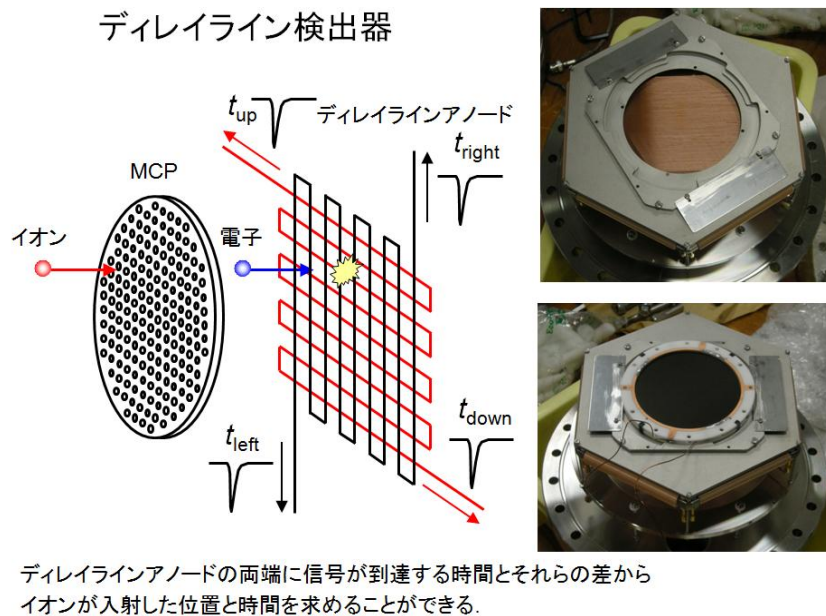 ディレイライン検出器
t up
ディレイラインアノード
t right
MCP
イオン
電子
t left
t down
ディレイラインアノードの両端に信号が到達する時間とそれらの差から
イオンが入射した位置と時間を求めることができる.